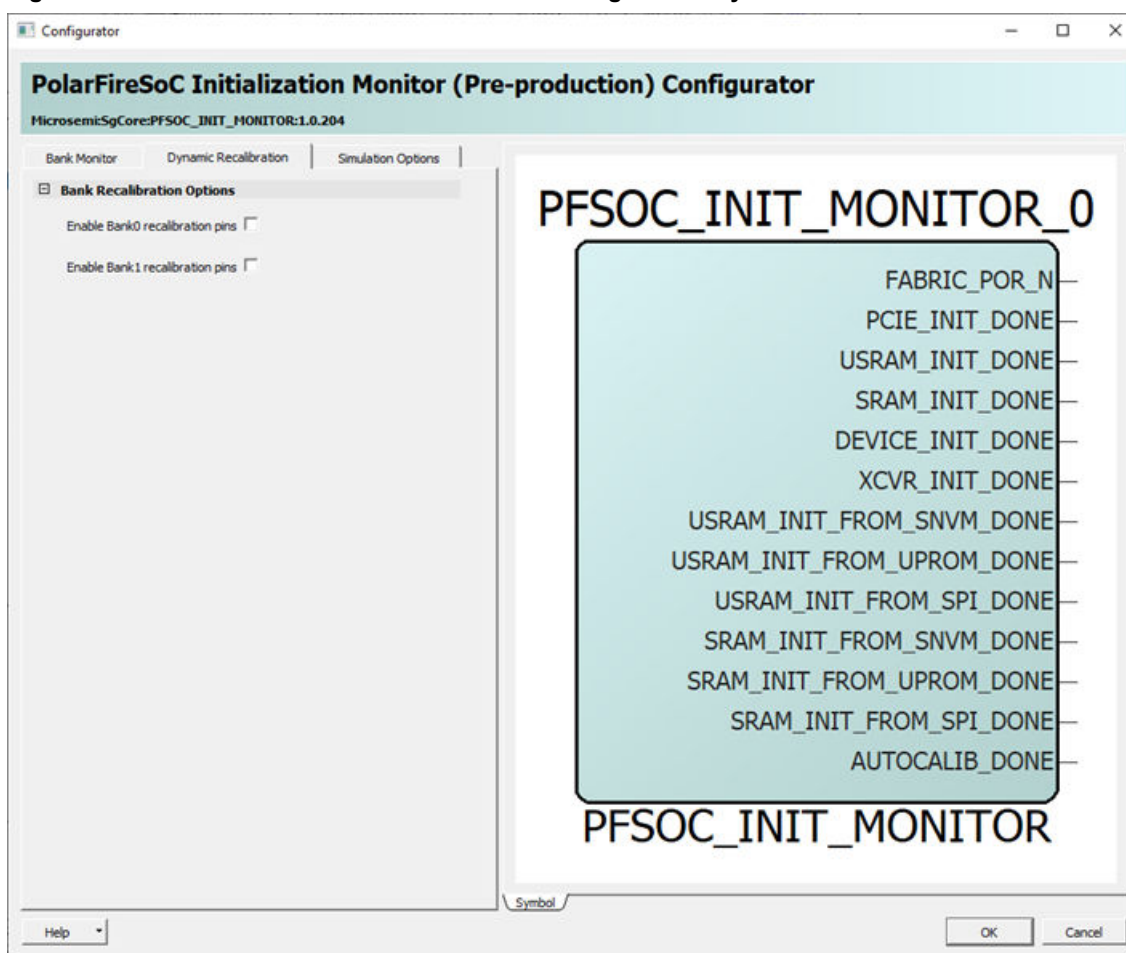 Configurator
PolarFireSoC Initialization Monitor (Pre-production) Configurator
Microsemi:SgCore:PFSOC_INIT_MONITOR:1.0.204
Bank Monitor Dynamic Recalibration Simulation Options
Bank Recalibration Options
Enable Bank0 recalibration pins
Enable Bank1 recalibration pins
PFSOC_INIT_MONITOR_0
FABRIC_POR_N
PCIE_INIT_DONE
USRAM_INIT_DONE
SRAM_INIT_DONE
DEVICE_INIT_DONE
XCVR_INIT_DONE
USRAM_INIT_FROM_SNVM_DONE
USRAM_INIT_FROM_UPROM_DONE
USRAM_INIT_FROM_SPI_DONE
SRAM_INIT_FROM_SNVM_DONE
SRAM_INIT_FROM_UPROM_DONE
SRAM_INIT_FROM_SPI_DONE
AUTOCALIB_DONE
PFSOC_INIT_MONITOR
Symbol
Help OK Cancel